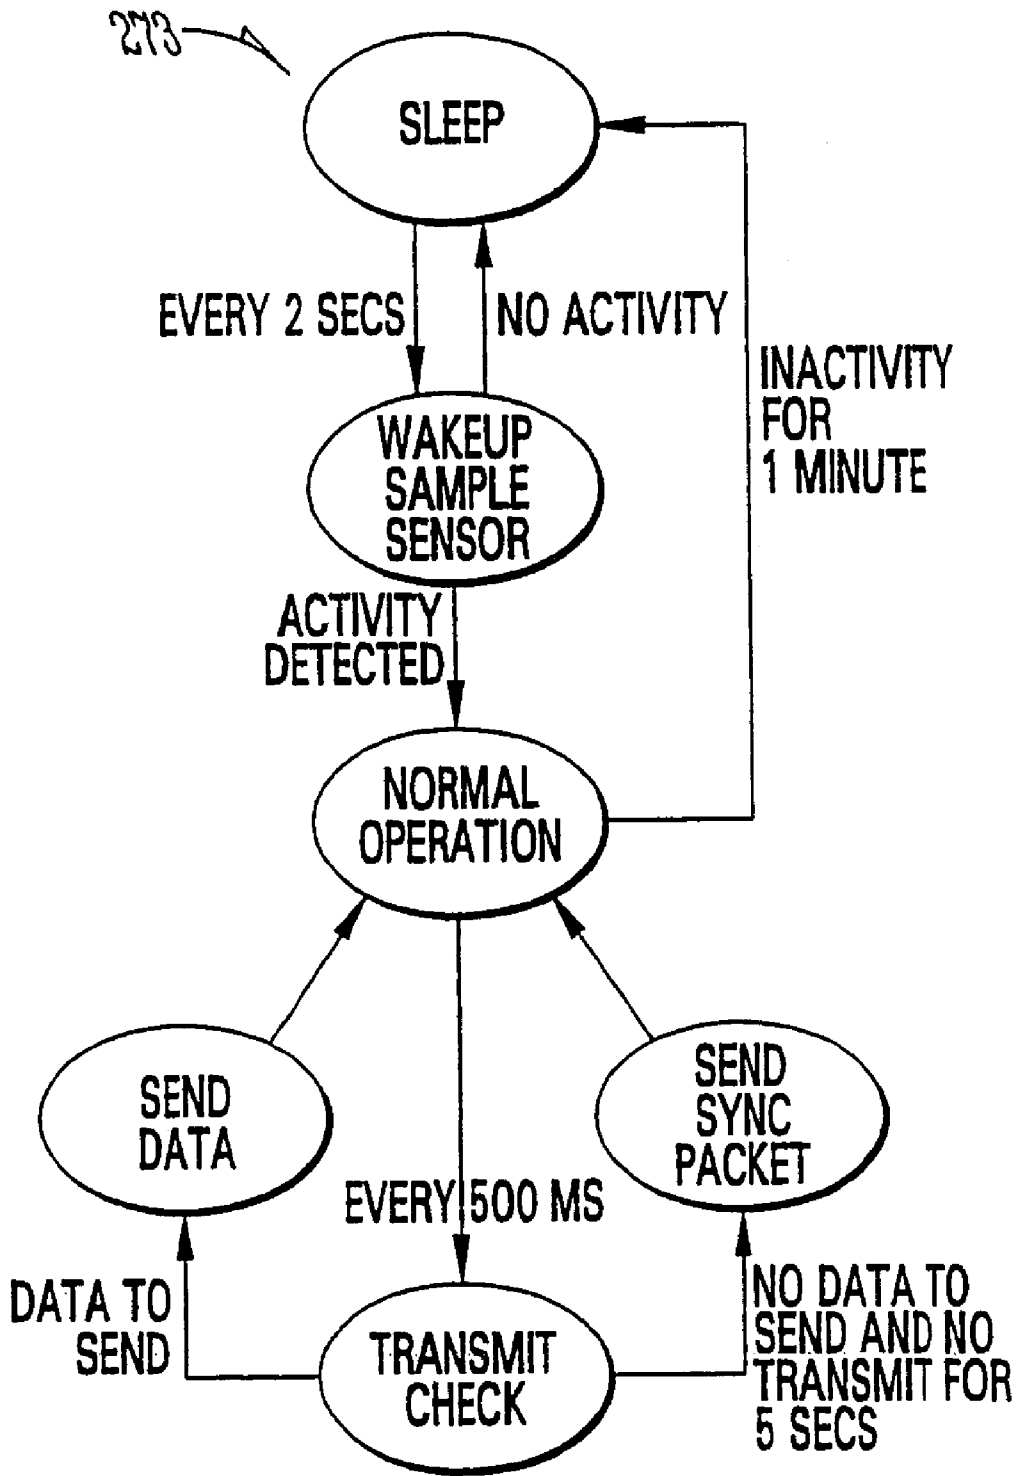 273
SLEEP
EVERY 2 SECS
NO ACTIVITY
INACTIVITY
FOR
1 MINUTE
WAKEUP
SAMPLE
SENSOR
ACTIVITY
DETECTED
NORMAL
OPERATION
SEND
DATA
SEND
SYNC
PACKET
EVERY 500 MS
DATA TO
SEND
TRANSMIT
CHECK
NO DATA TO
SEND AND NO
TRANSMIT FOR
5 SECS